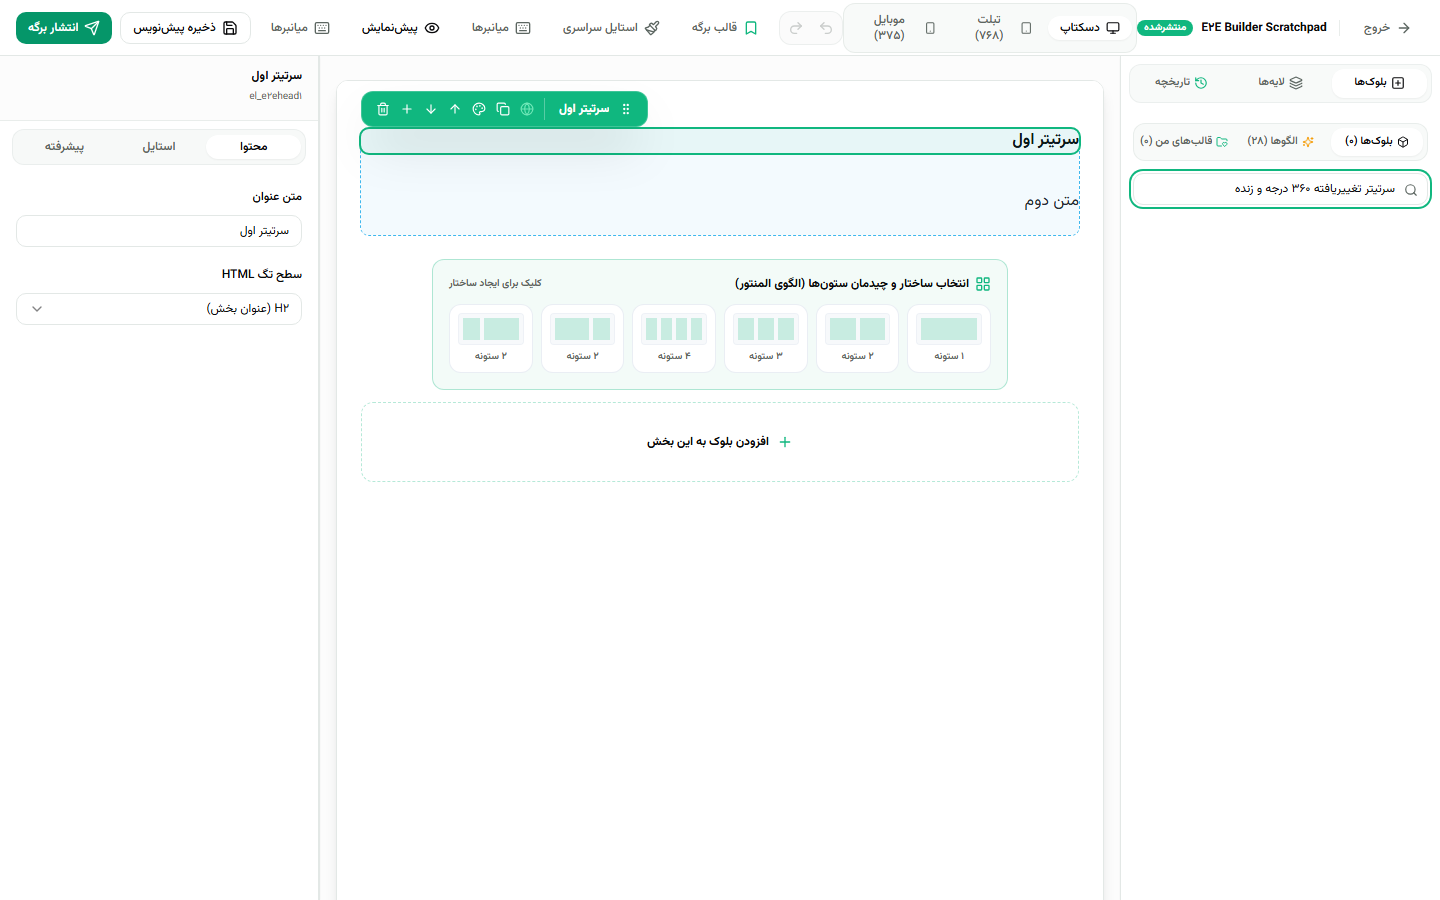 خروج
E2E Builder Scratchpad
منتشرشده
دسکتاپ
تبلت (۷۶۸)
موبایل (۳۷۵)
قالب برگه
استایل سراسری
میانبرها
پیش‌نمایش
میانبرها
ذخیره پیش‌نویس
انتشار برگه
بلوک‌ها
لایه‌ها
تاریخچه
بلوک‌ها (۰)
الگوها (۲۸)
قالب‌های من (۰)
سرتیتر تغییریافته ۳۶۰ درجه و زنده
سرتیتر اول
سرتیتر اول
متن دوم
انتخاب ساختار و چیدمان ستون‌ها (الگوی المنتور)
کلیک برای ایجاد ساختار
۱ ستونه
۲ ستونه
۳ ستونه
۴ ستونه
۲ ستونه
۲ ستونه
افزودن بلوک به این بخش
سرتیتر اول
el_e2ehead1
محتوا
استایل
پیشرفته
متن عنوان
سرتیتر اول
سطح تگ HTML
H2 (عنوان بخش)